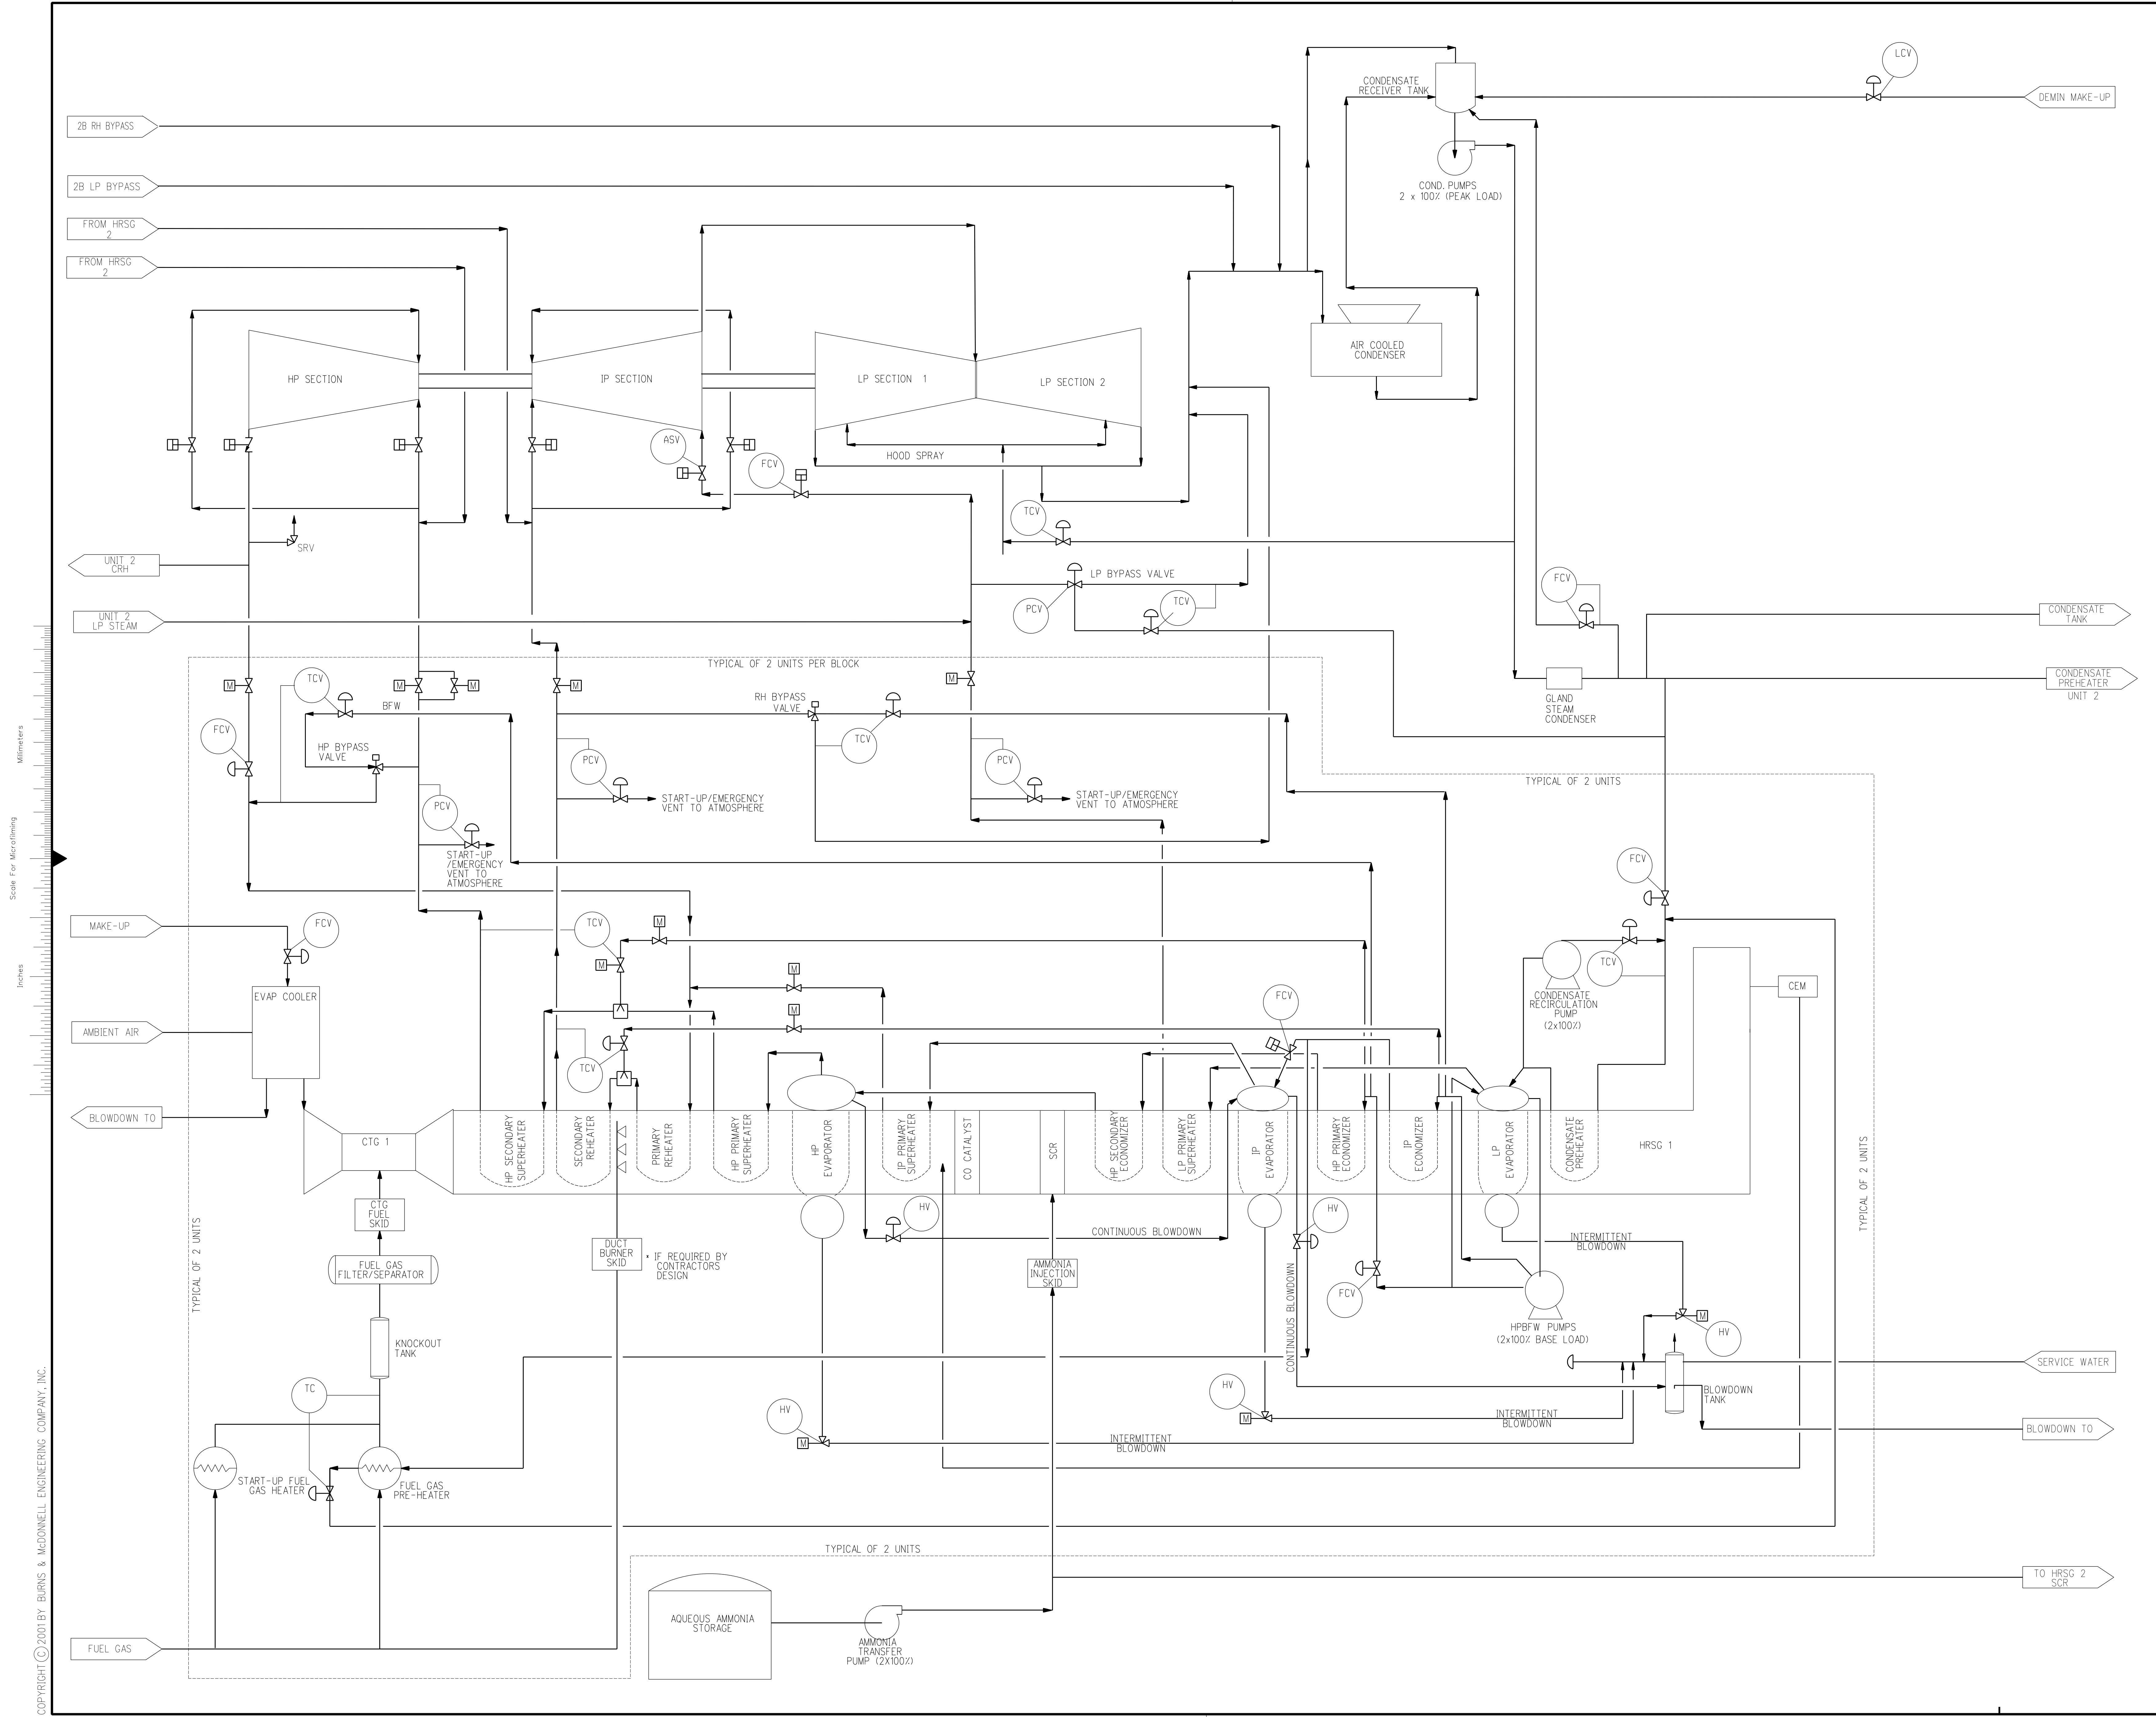 LCV
CONDENSATE
RECEIVER TANK
DEMIN MAKE-UP
2B RH BYPASS
COND. PUMPS
2 x 100% (PEAK LOAD)
2B LP BYPASS
FROM HRSG
2
FROM HRSG
2
HP SECTION
IP SECTION
LP SECTION 1
LP SECTION 2
AIR COOLED
CONDENSER
ASV
FCV
HOOD SPRAY
TCV
SRV
UNIT 2
CRH
LP BYPASS VALVE
PCV
TCV
FCV
UNIT 2
LP STEAM
CONDENSATE
TANK
TYPICAL OF 2 UNITS PER BLOCK
TCV
M
M
M
M
M
BFW
RH BYPASS
VALVE
GLAND
STEAM
CONDENSER
CONDENSATE
PREHEATER
UNIT 2
FCV
HP BYPASS
VALVE
TCV
PCV
PCV
PCV
START-UP/EMERGENCY
VENT TO ATMOSPHERE
START-UP/EMERGENCY
VENT TO ATMOSPHERE
TYPICAL OF 2 UNITS
START-UP
/EMERGENCY
VENT TO
ATMOSPHERE
FCV
MAKE-UP
FCV
TCV
M
M
M
M
TCV
EVAP COOLER
AMBIENT AIR
TCV
FCV
CONDENSATE
RECIRCULATION
PUMP
(2x100%)
CEM
BLOWDOWN TO
CTG 1
HP SECONDARY
SUPERHEATER
SECONDARY
REHEATER
PRIMARY
REHEATER
HP PRIMARY
SUPERHEATER
HP
EVAPORATOR
IP PRIMARY
SUPERHEATER
CO CATALYST
SCR
HP SECONDARY
ECONOMIZER
LP PRIMARY
SUPERHEATER
IP
EVAPORATOR
HP PRIMARY
ECONOMIZER
IP
ECONOMIZER
LP
EVAPORATOR
CONDENSATE
PREHEATER
HRSG 1
CTG
FUEL
SKID
HV
CONTINUOUS BLOWDOWN
HV
INTERMITTENT
BLOWDOWN
FUEL GAS
FILTER/SEPARATOR
DUCT
BURNER
SKID
* IF REQUIRED BY
CONTRACTORS
DESIGN
AMMONIA
INJECTION
SKID
CONTINUOUS BLOWDOWN
FCV
HPBFW PUMPS
(2x100% BASE LOAD)
M
HV
TYPICAL OF 2 UNITS
TYPICAL OF 2 UNITS
KNOCKOUT
TANK
SERVICE WATER
TC
HV
M
HV
M
BLOWDOWN
TANK
INTERMITTENT
BLOWDOWN
INTERMITTENT
BLOWDOWN
BLOWDOWN TO
START-UP FUEL
GAS HEATER
FUEL GAS
PRE-HEATER
TYPICAL OF 2 UNITS
TO HRSG 2
SCR
AQUEOUS AMMONIA
STORAGE
AMMONIA
TRANSFER
PUMP (2X100%)
FUEL GAS
Milimeters
Scale For Microfilming
Inches
COPYRIGHT © 2001 BY BURNS & McDONNELL ENGINEERING COMPANY, INC.